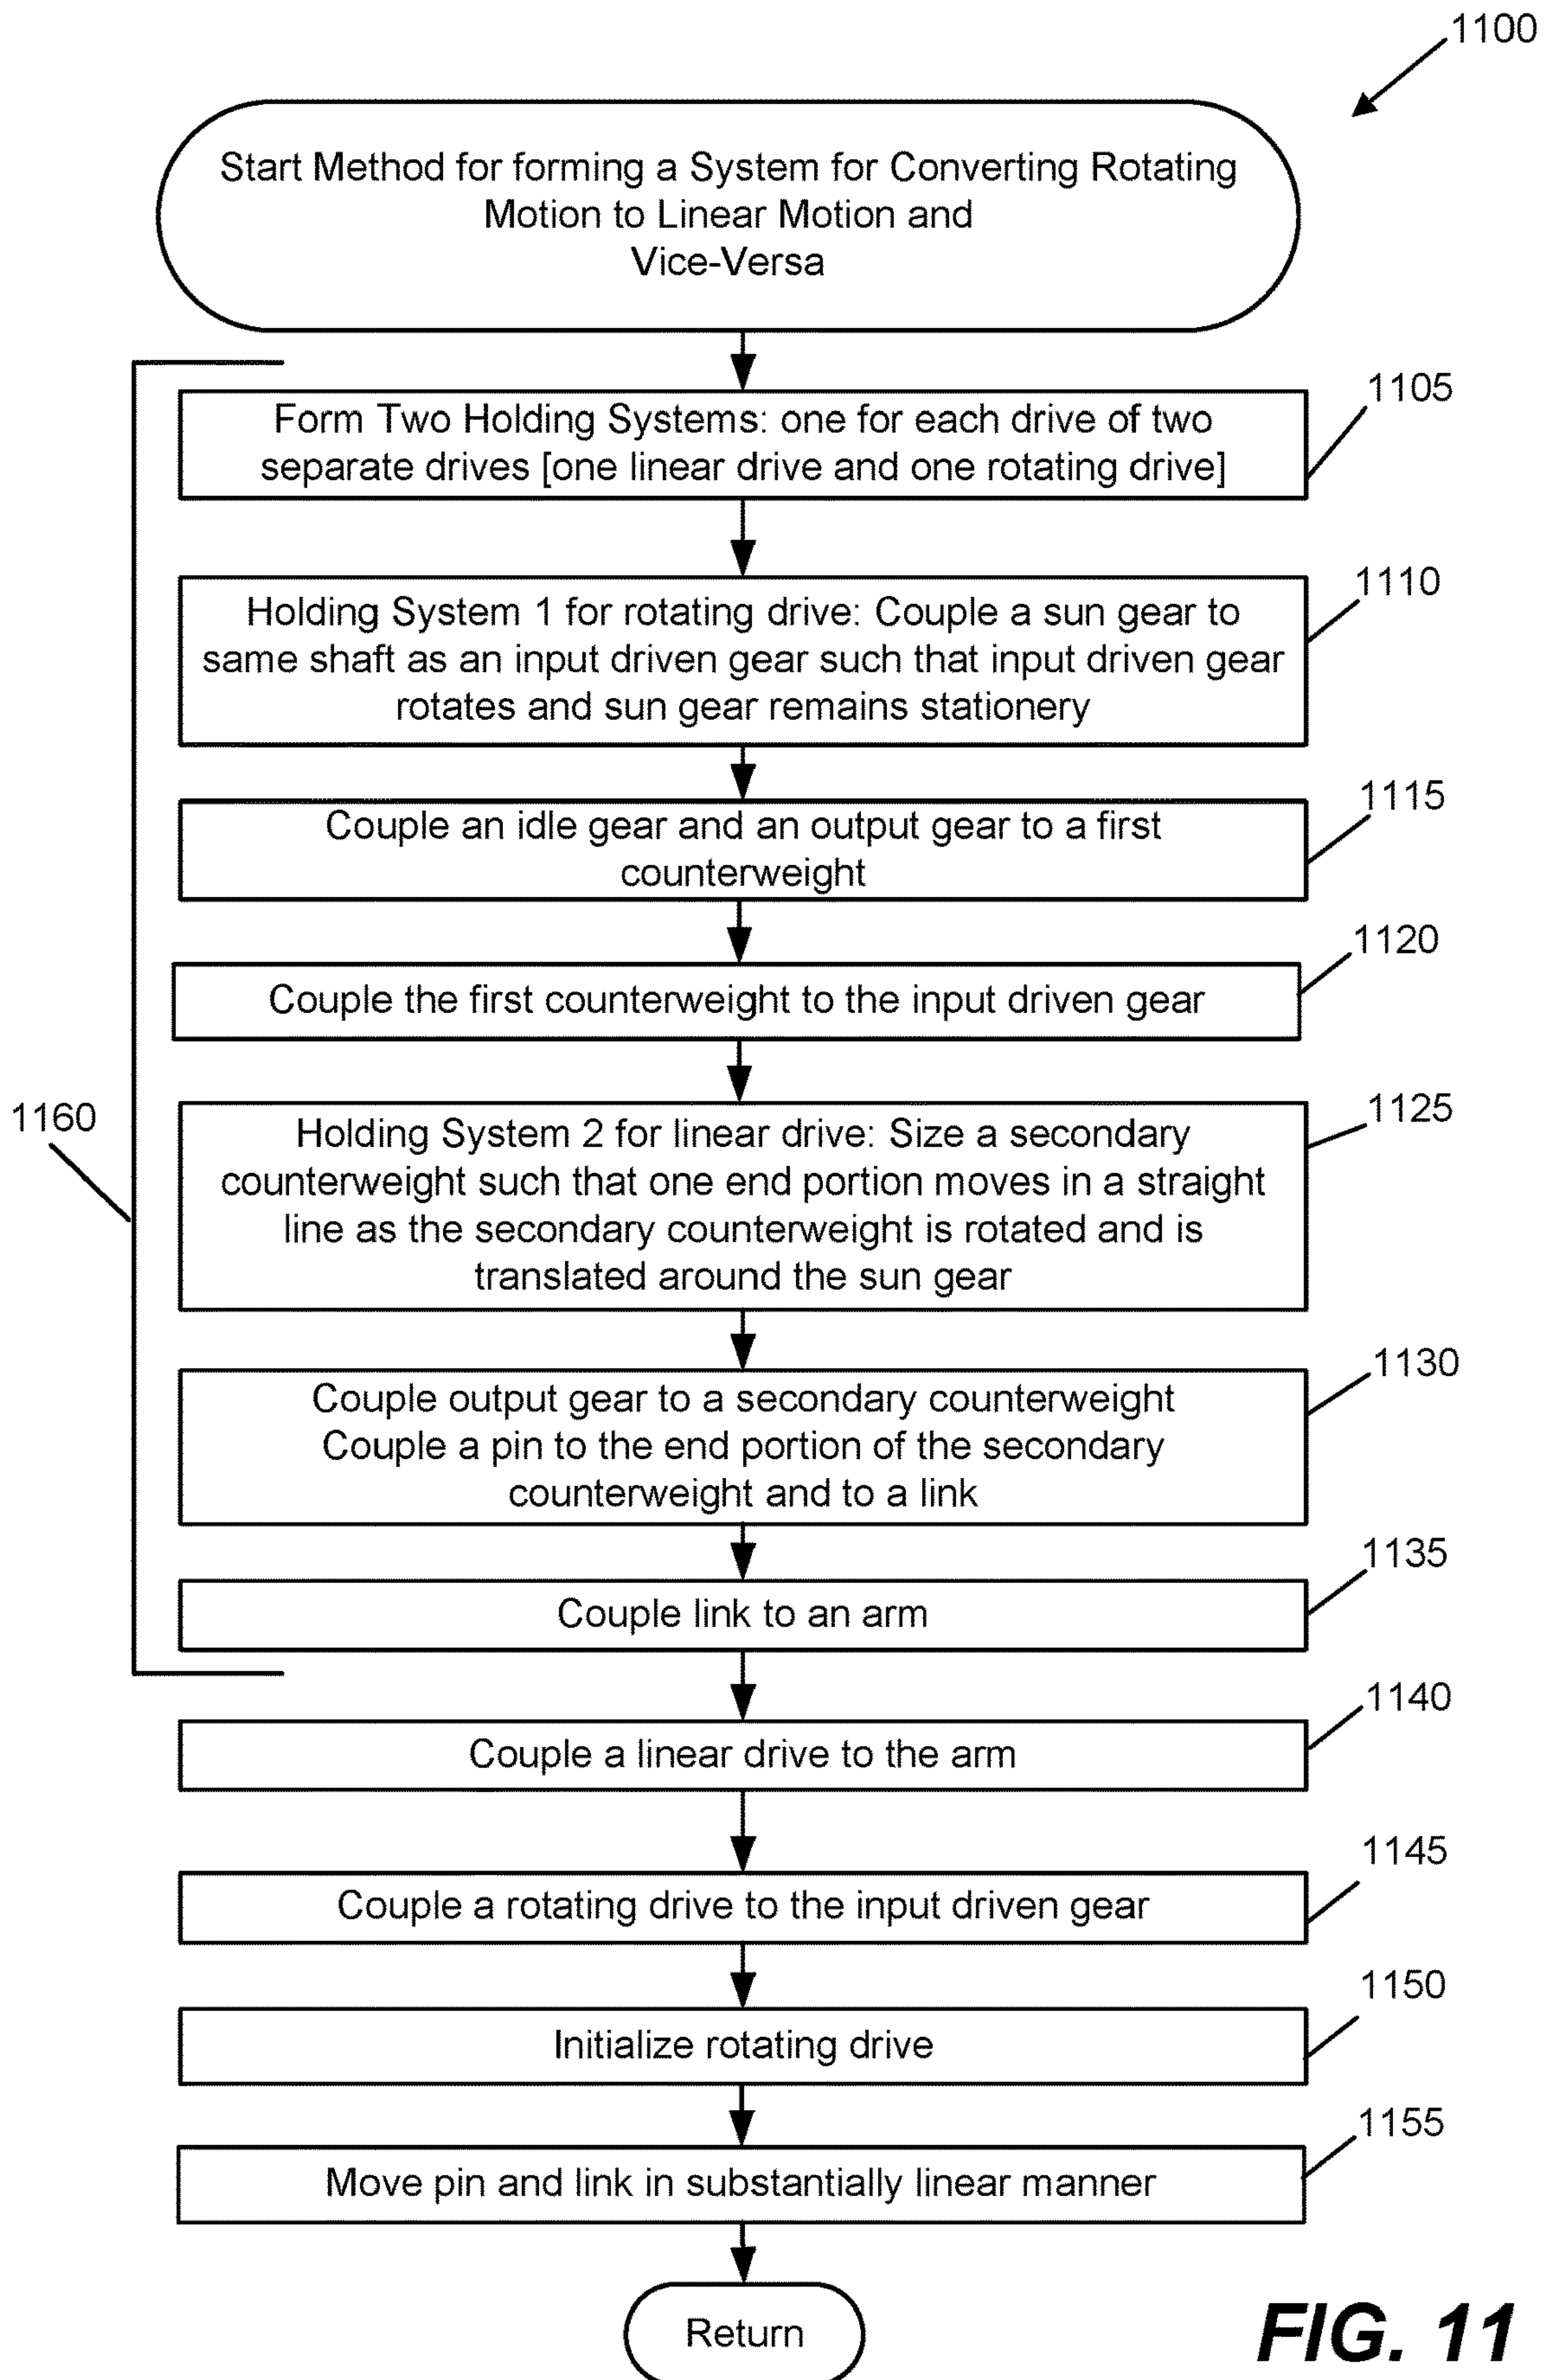 1100
Start Method for forming a System for Converting Rotating
Motion to Linear Motion and
Vice-Versa
1105
Form Two Holding Systems: one for each drive of two
separate drives [one linear drive and one rotating drive]
1110
Holding System 1 for rotating drive: Couple a sun gear to
same shaft as an input driven gear such that input driven gear
rotates and sun gear remains stationery
1115
Couple an idle gear and an output gear to a first
counterweight
1120
Couple the first counterweight to the input driven gear
1160
1125
Holding System 2 for linear drive: Size a secondary
counterweight such that one end portion moves in a straight
line as the secondary counterweight is rotated and is
translated around the sun gear
1130
Couple output gear to a secondary counterweight
Couple a pin to the end portion of the secondary
counterweight and to a link
1135
Couple link to an arm
1140
Couple a linear drive to the arm
1145
Couple a rotating drive to the input driven gear
1150
Initialize rotating drive
1155
Move pin and link in substantially linear manner
Return
FIG. 11